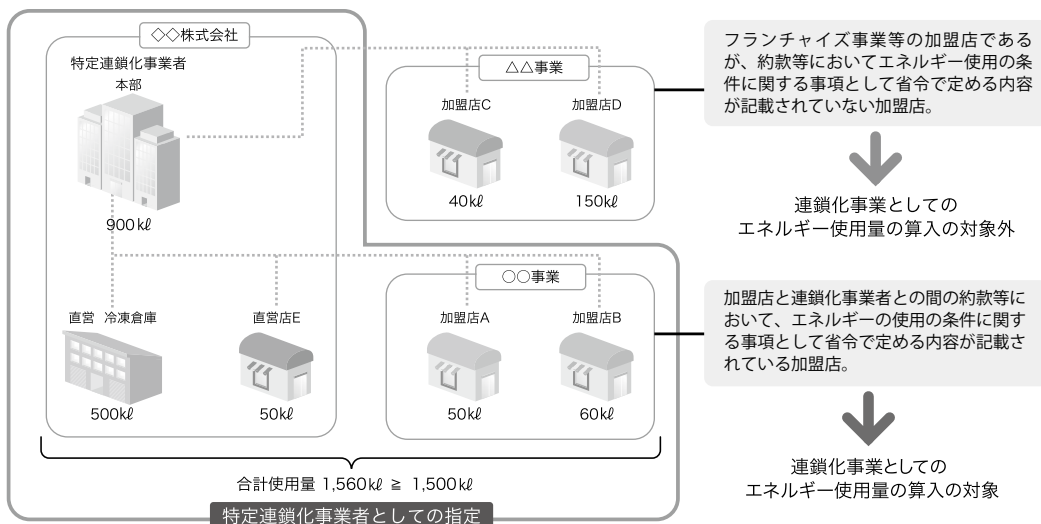 ◇◇株式会社
特定連鎖化事業者
本部
900kℓ
直営 冷凍倉庫
500kℓ
直営店E
50kℓ
△△事業
加盟店C
40kℓ
加盟店D
150kℓ
○○事業
加盟店A
50kℓ
加盟店B
60kℓ
合計使用量 1,560kℓ ≧ 1,500kℓ
特定連鎖化事業者としての指定
フランチャイズ事業等の加盟店である
が、約款等においてエネルギー使用の条
件に関する事項として省令で定める内容
が記載されていない加盟店。
連鎖化事業としての
エネルギー使用量の算入の対象外
加盟店と連鎖化事業者との間の約款等に
おいて、エネルギーの使用の条件に関す
る事項として省令で定める内容が記載さ
れている加盟店。
連鎖化事業としての
エネルギー使用量の算入の対象